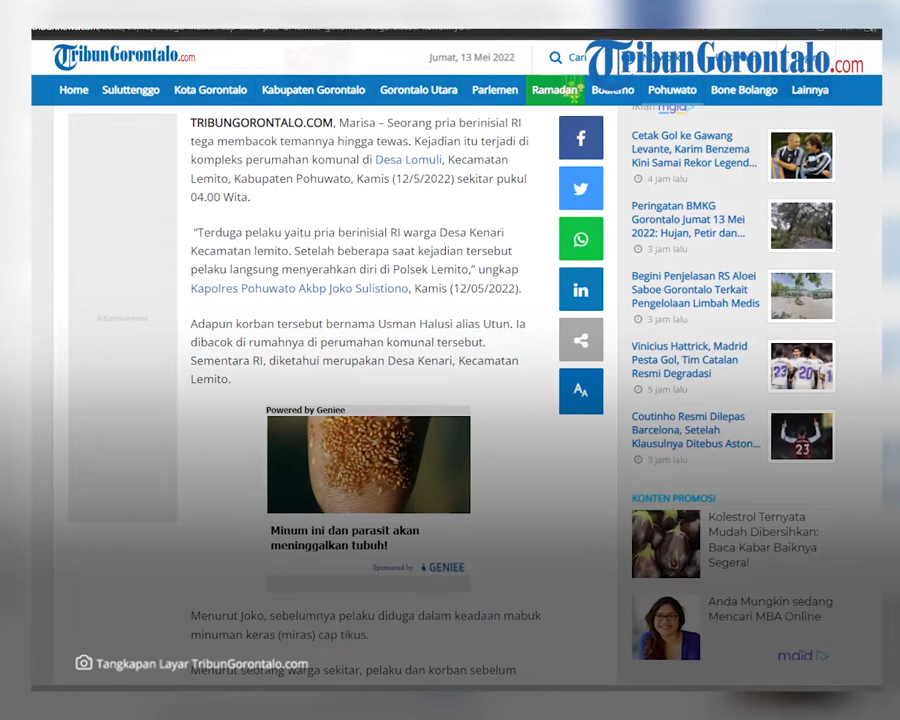 TRIBUNGORONTALO.com
Jumat, 13 Mei 2022
Cari
TRIBUNGORONTALO.com
Home Suluttenggo Kota Gorontalo Kabupaten Gorontalo Gorontalo Utara Parlemen Ramadan Boalemo Pohuwato Bone Bolango Lainnya
TRIBUNGORONTALO.COM, Marisa – Seorang pria berinisial RI
tega membacok temannya hingga tewas. Kejadian itu terjadi di
kompleks perumahan komunal di Desa Lomuli, Kecamatan
Lemito, Kabupaten Pohuwato, Kamis (12/5/2022) sekitar pukul
04.00 Wita.
“Terduga pelaku yaitu pria berinisial RI warga Desa Kenari
Kecamatan lemito. Setelah beberapa saat kejadian tersebut
pelaku langsung menyerahkan diri di Polsek Lemito,” ungkap
Kapolres Pohuwato Akbp Joko Sulistiono, Kamis (12/05/2022).
Adapun korban tersebut bernama Usman Halusi alias Utun. Ia
dibacok di rumahnya di perumahan komunal tersebut.
Sementara RI, diketahui merupakan Desa Kenari, Kecamatan
Lemito.
Advertisement
Powered by Geniee
Minum ini dan parasit akan
meninggalkan tubuh!
Sponsored by GENIEE
Menurut Joko, sebelumnya pelaku diduga dalam keadaan mabuk
minuman keras (miras) cap tikus.
Menurut seorang warga sekitar, pelaku dan korban sebelum
Tangkapan Layar TribunGorontalo.com
AA
Iklan mgid
Cetak Gol ke Gawang
Levante, Karim Benzema
Kini Samai Rekor Legend...
4 jam lalu
Peringatan BMKG
Gorontalo Jumat 13 Mei
2022: Hujan, Petir dan...
3 jam lalu
Begini Penjelasan RS Aloei
Saboe Gorontalo Terkait
Pengelolaan Limbah Medis
3 jam lalu
Vinicius Hattrick, Madrid
Pesta Gol, Tim Catalan
Resmi Degradasi
5 jam lalu
23 20
Coutinho Resmi Dilepas
Barcelona, Setelah
Klausulnya Ditebus Aston...
3 jam lalu
23
KONTEN PROMOSI
Kolestrol Ternyata
Mudah Dibersihkan:
Baca Kabar Baiknya
Segera!
Anda Mungkin sedang
Mencari MBA Online
mgid